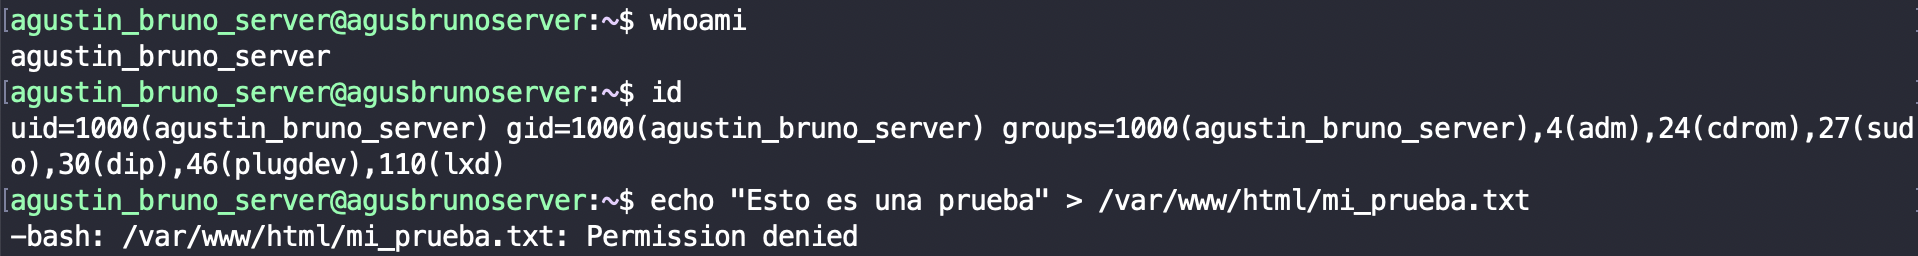 [agustin_bruno_server@agusbrunoserver:~$ whoami
agustin_bruno_server
[agustin_bruno_server@agusbrunoserver:~$ id
uid=1000(agustin_bruno_server) gid=1000(agustin_bruno_server) groups=1000(agustin_bruno_server),4(adm),24(cdrom),27(sud
o),30(dip),46(plugdev),110(lxd)
[agustin_bruno_server@agusbrunoserver:~$ echo "Esto es una prueba" > /var/www/html/mi_prueba.txt
-bash: /var/www/html/mi_prueba.txt: Permission denied